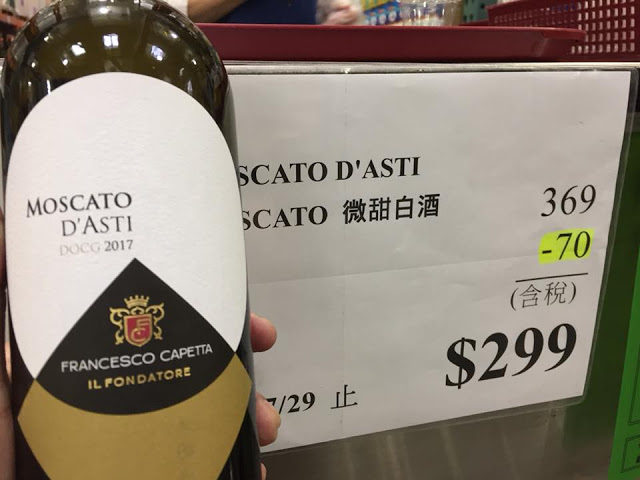 MOSCATO
D'ASTI
DOCG 2017
FRANCESCO CAPETTA
IL FONDATORE
SCATO D'ASTI
SCATO 微甜白酒
369
-70
(含稅)
$299
7/29 止